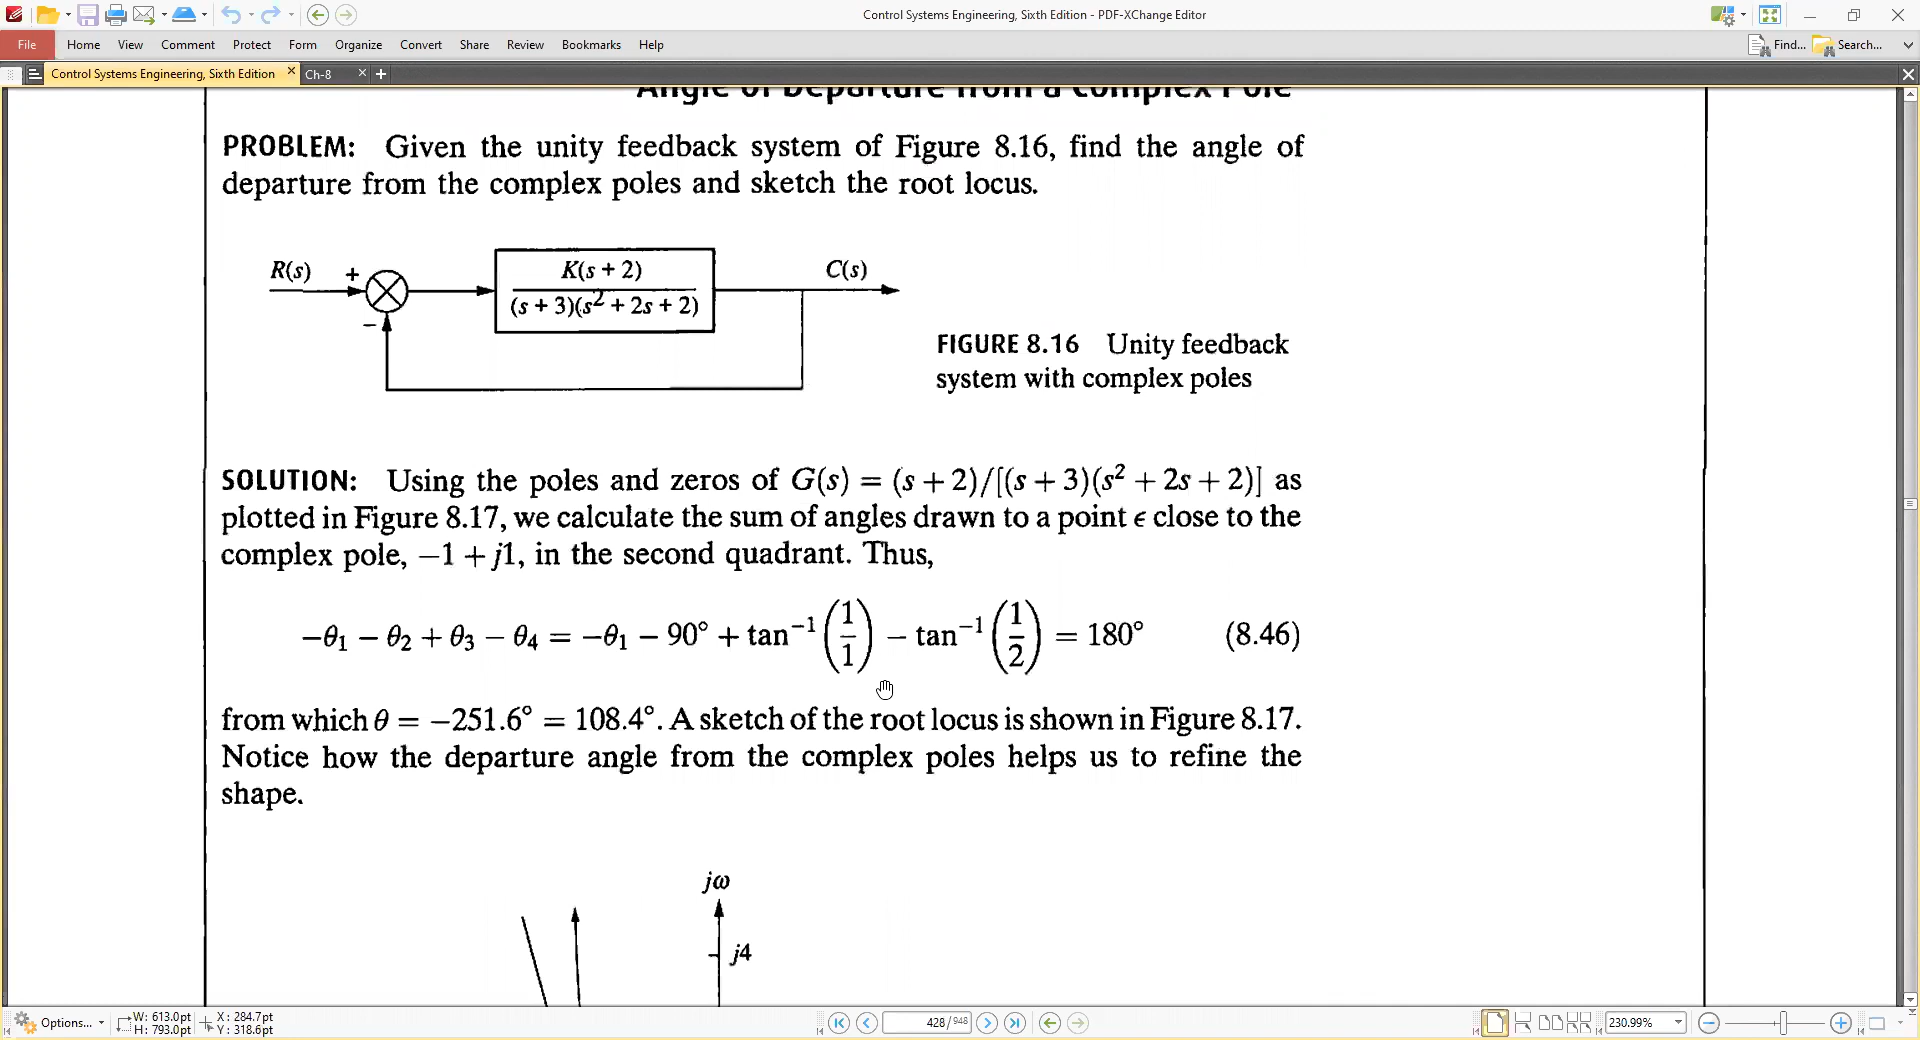 Control Systems Engineering, Sixth Edition - PDF-XChange Editor
File Home View Comment Protect Form Organize Convert Share Review Bookmarks Help Find... Search...
Control Systems Engineering, Sixth Edition Ch-8
Angle of Departure from a Complex Pole
PROBLEM: Given the unity feedback system of Figure 8.16, find the angle of
departure from the complex poles and sketch the root locus.
R(s) + K(s + 2) C(s)
(s + 3)(s² + 2s + 2)
−
FIGURE 8.16 Unity feedback
system with complex poles
SOLUTION: Using the poles and zeros of G(s) = (s + 2)/[(s + 3)(s² + 2s + 2)] as
plotted in Figure 8.17, we calculate the sum of angles drawn to a point ϵ close to the
complex pole, −1 + j1, in the second quadrant. Thus,
−θ₁ − θ₂ + θ₃ − θ₄ = −θ₁ − 90° + tan⁻¹(1/1) − tan⁻¹(1/2) = 180° (8.46)
from which θ = −251.6° = 108.4°. A sketch of the root locus is shown in Figure 8.17.
Notice how the departure angle from the complex poles helps us to refine the
shape.
jω
j4
Options... W: 613.0pt X: 284.7pt 428/948 230.99%
H: 793.0pt Y: 318.6pt